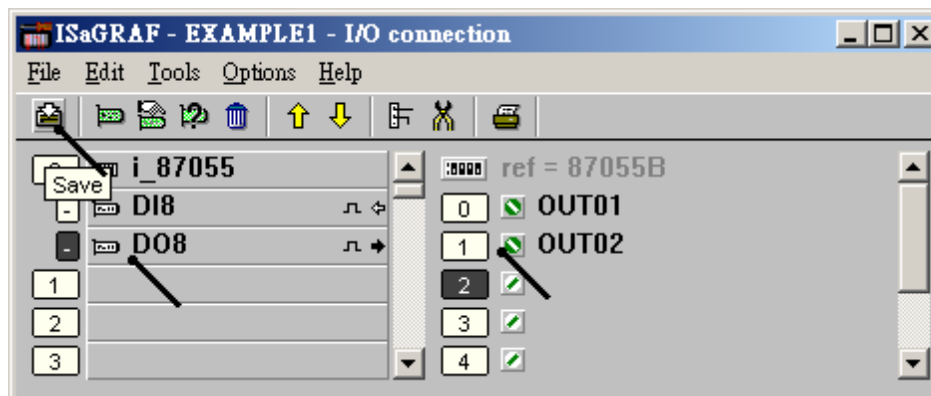 ISaGRAF - EXAMPLE1 - I/O connection
File Edit Tools Options Help
Save
i_87055
- DI8
- DO8
1
2
3
ref = 87055B
0 OUT01
1 OUT02
2
3
4